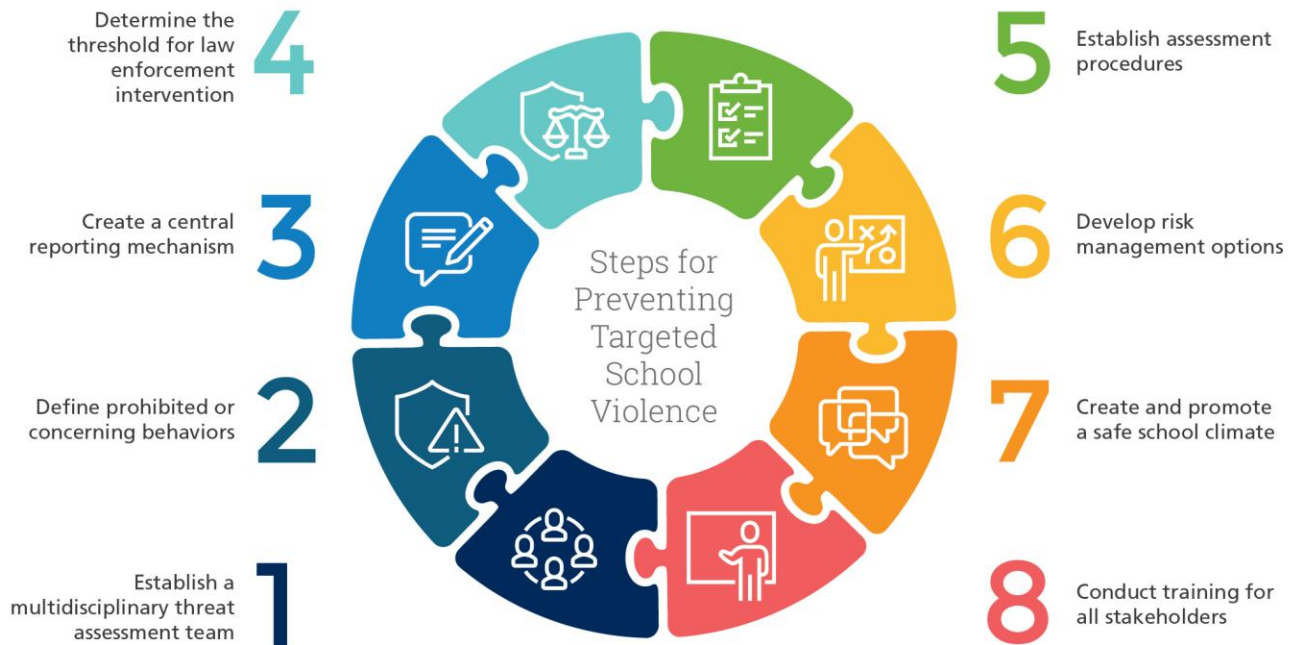 Determine the
threshold for law
enforcement
intervention
4
5
Establish assessment
procedures
Create a central
reporting mechanism
3
6
Develop risk
management options
Steps for
Preventing
Targeted
School
Violence
Define prohibited or
concerning behaviors
2
7
Create and promote
a safe school climate
Establish a
multidisciplinary threat
assessment team
1
8
Conduct training for
all stakeholders